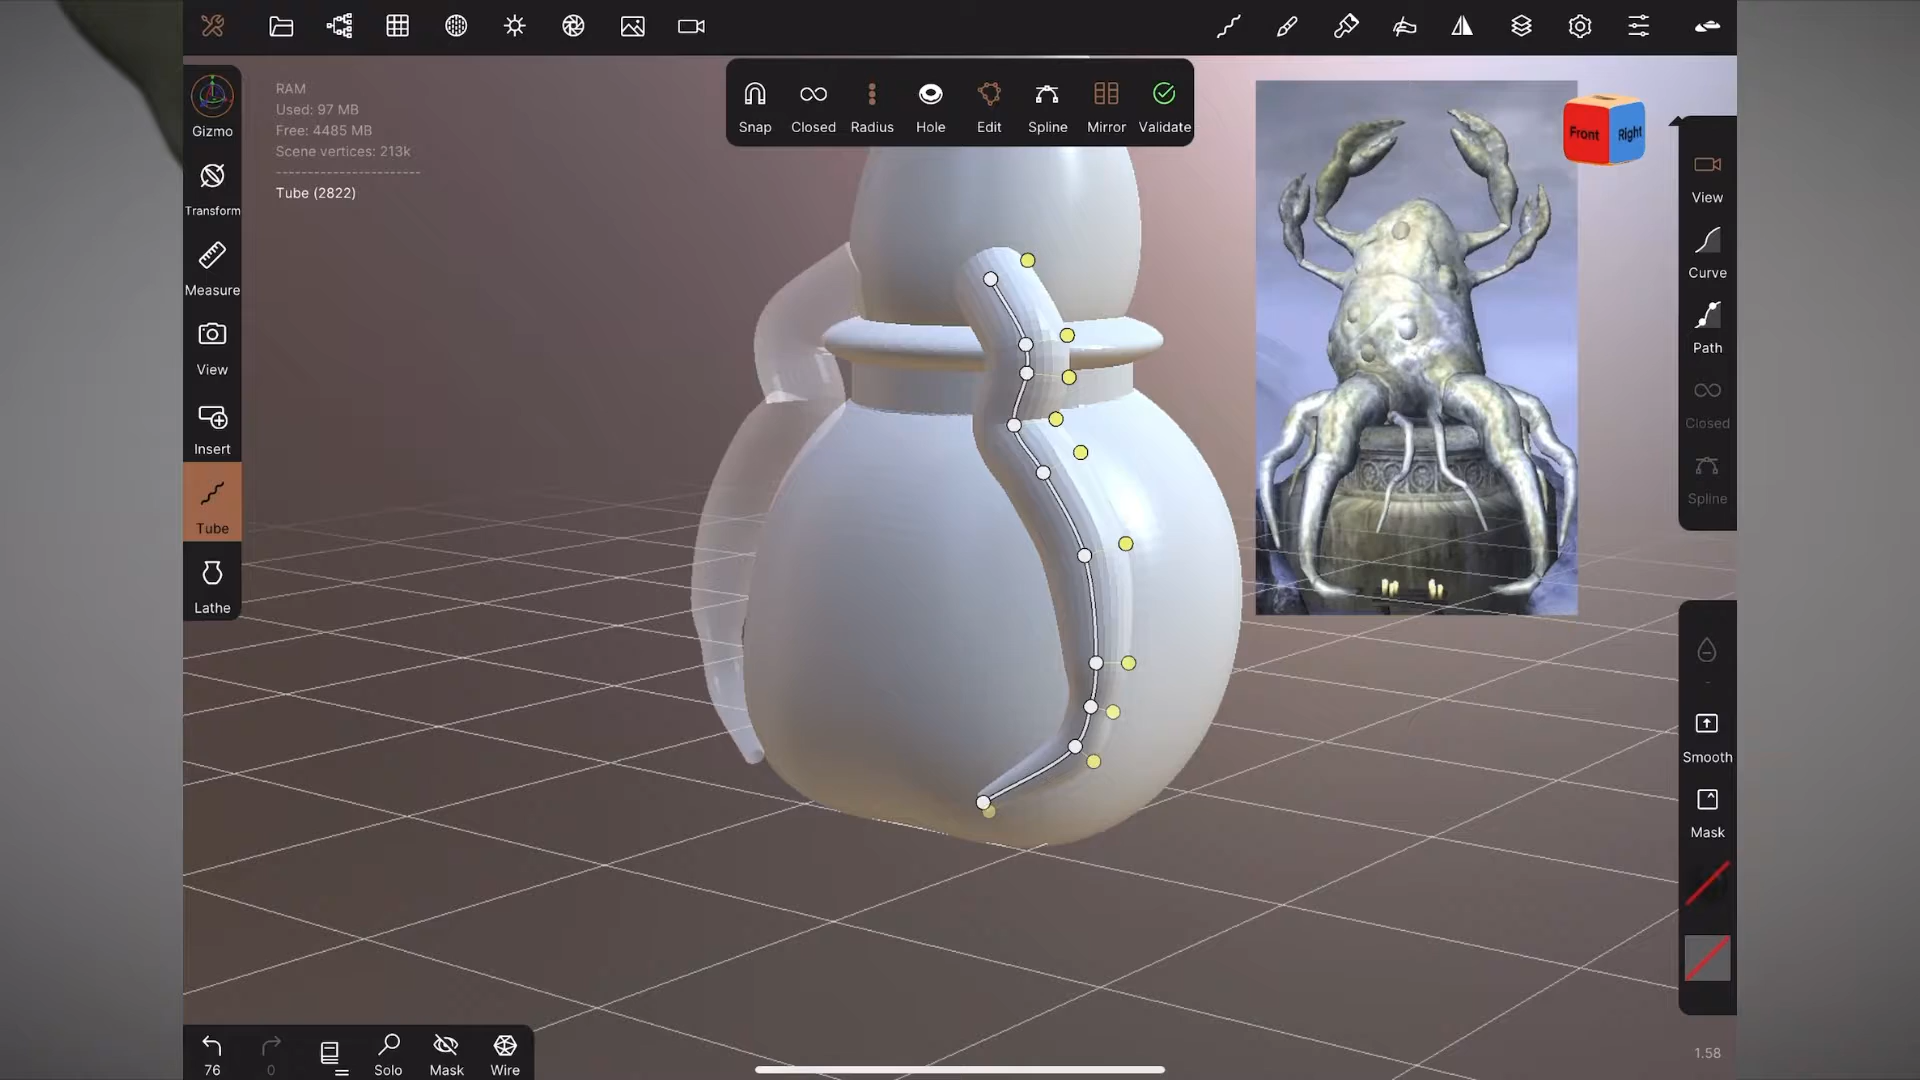 Gizmo
Transform
Measure
View
Insert
Tube
Lathe
RAM
Used: 97 MB
Free: 4485 MB
Scene vertices: 213k
Tube (2822)
Snap Closed Radius Hole Edit Spline Mirror Validate
Front Right
View
Curve
Path
Closed
Spline
Smooth
Mask
76 0 Solo Mask Wire
1.58